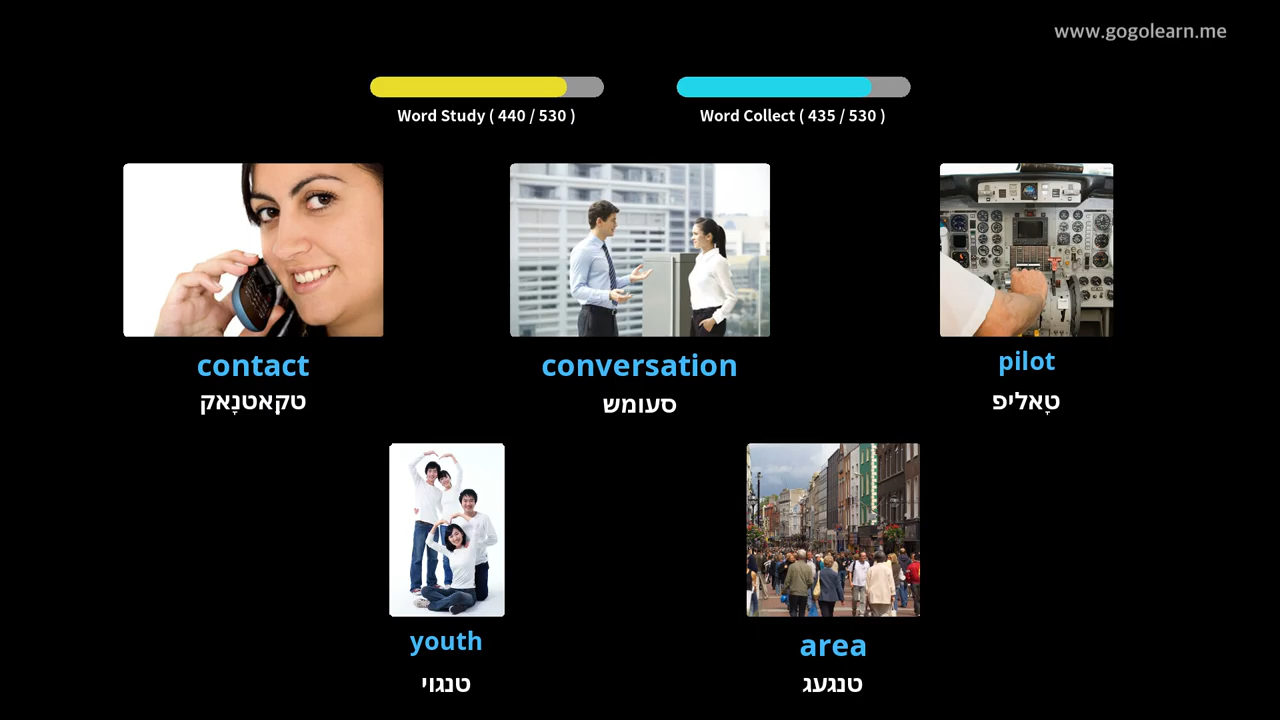 www.gogolearn.me
Word Study ( 440 / 530 )
Word Collect ( 435 / 530 )
contact
טקאטנָאק
conversation
סעומש
pilot
טָאליפ
youth
טנגוי
area
טנגעג